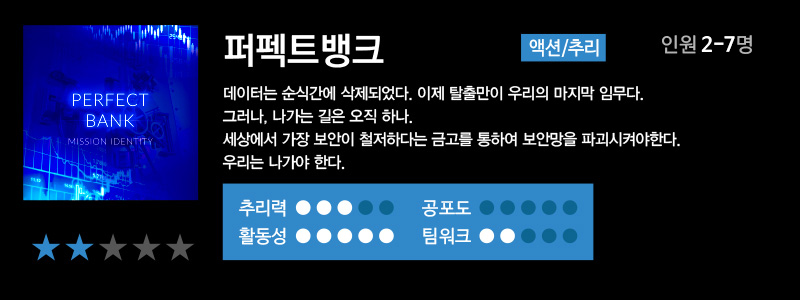 PERFECT
BANK
MISSION IDENTITY
퍼펙트뱅크
액션/추리
인원 2-7명
데이터는 순식간에 삭제되었다. 이제 탈출만이 우리의 마지막 임무다.
그러나, 나가는 길은 오직 하나.
세상에서 가장 보안이 철저하다는 금고를 통하여 보안망을 파괴시켜야한다.
우리는 나가야 한다.
추리력
공포도
활동성
팀워크